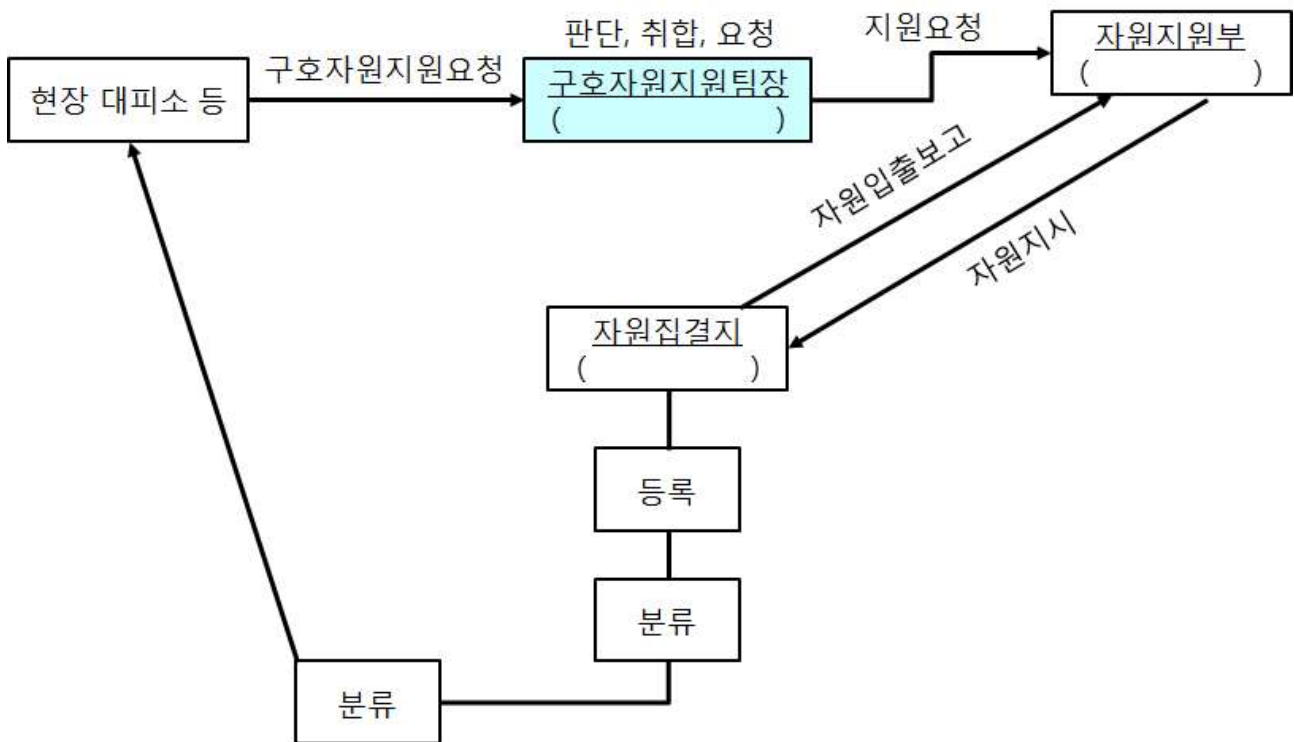 판단, 취합, 요청
지원요청
자원지원부
( )
구호자원지원요청
구호자원지원팀장
( )
현장 대피소 등
자원입출보고
자원지시
자원집결지
( )
등록
분류
분류